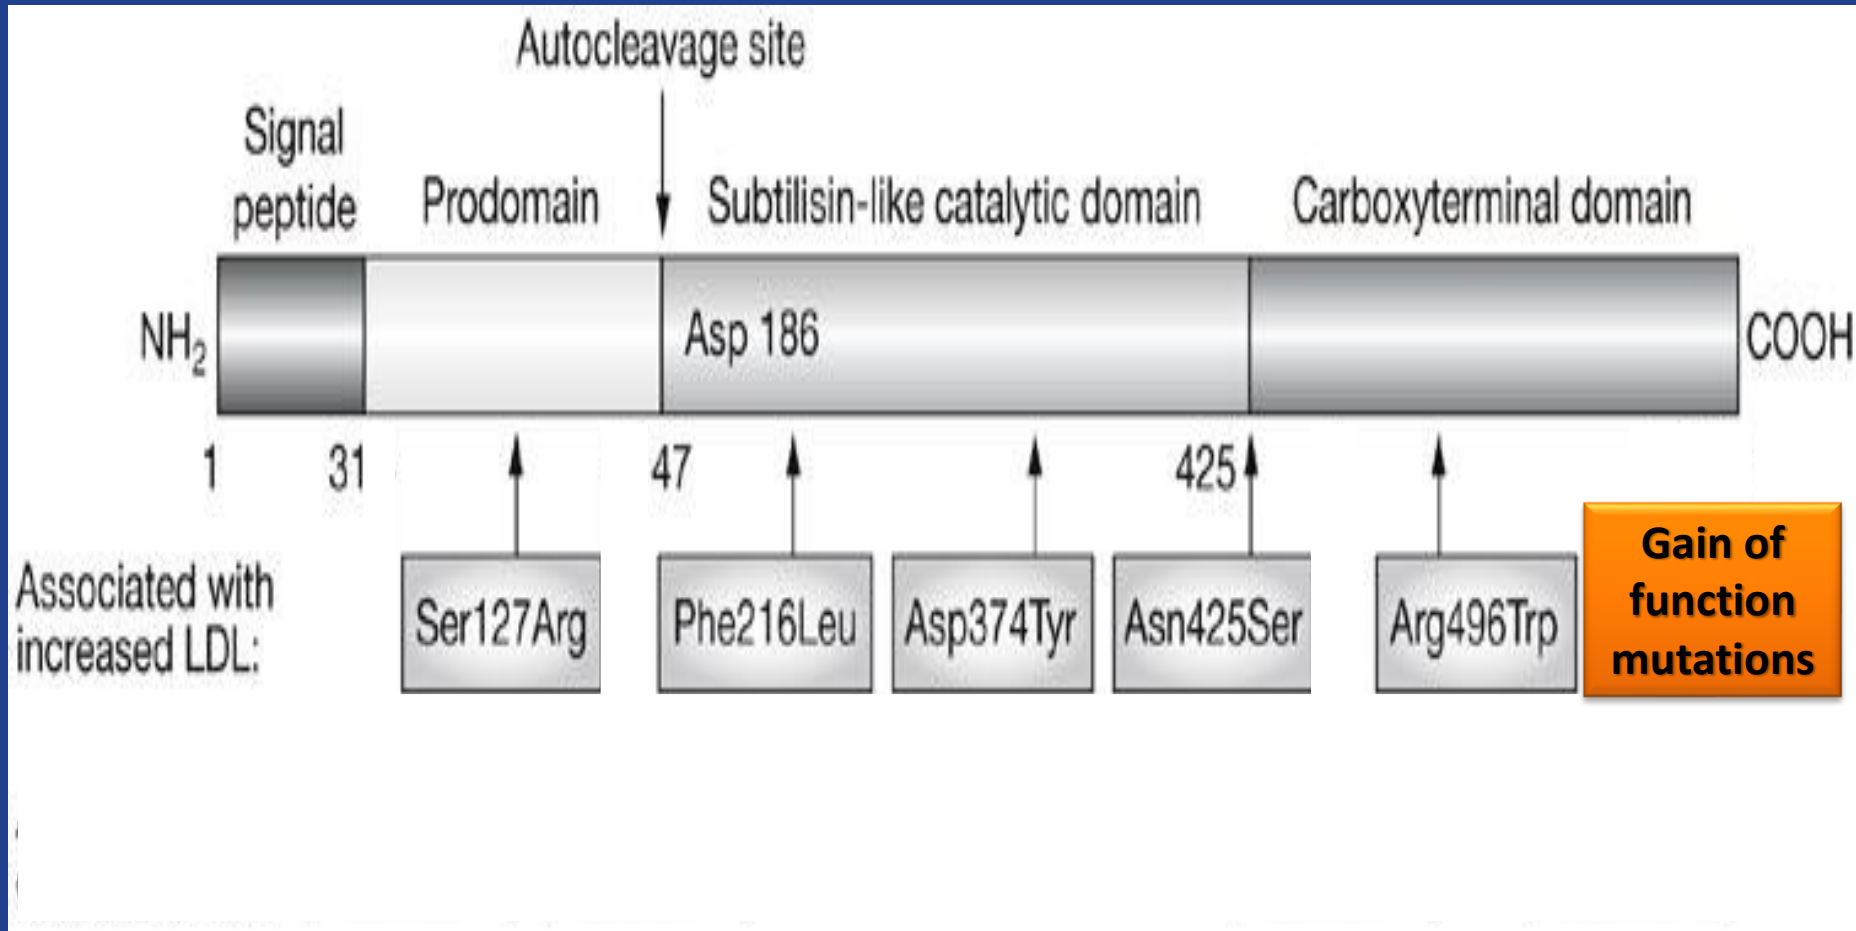 Autocleavage site
Signal
peptide
Prodomain
Subtilisin-like catalytic domain
Carboxyterminal domain
NH2
Asp 186
COOH
1
31
47
425
Associated with
increased LDL:
Ser127Arg
Phe216Leu
Asp374Tyr
Asn425Ser
Arg496Trp
Gain of
function
mutations